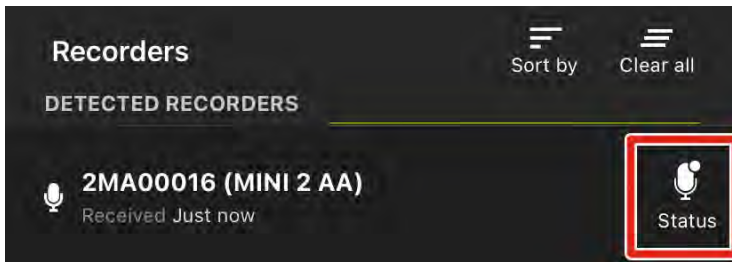 Recorders
Sort by
Clear all
DETECTED RECORDERS
2MA00016 (MINI 2 AA)
Received Just now
Status